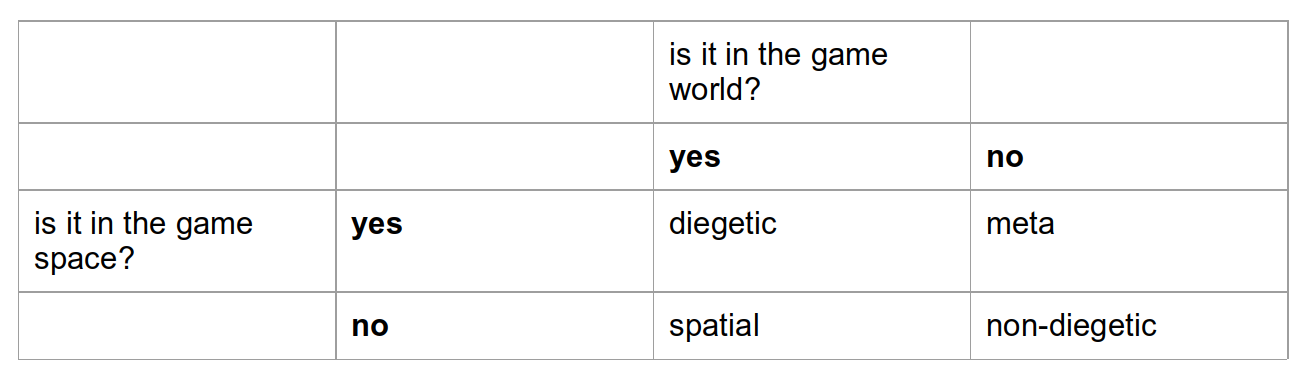 is it in the game
world?
yes no
is it in the game yes diegetic meta
space?
no spatial non-diegetic